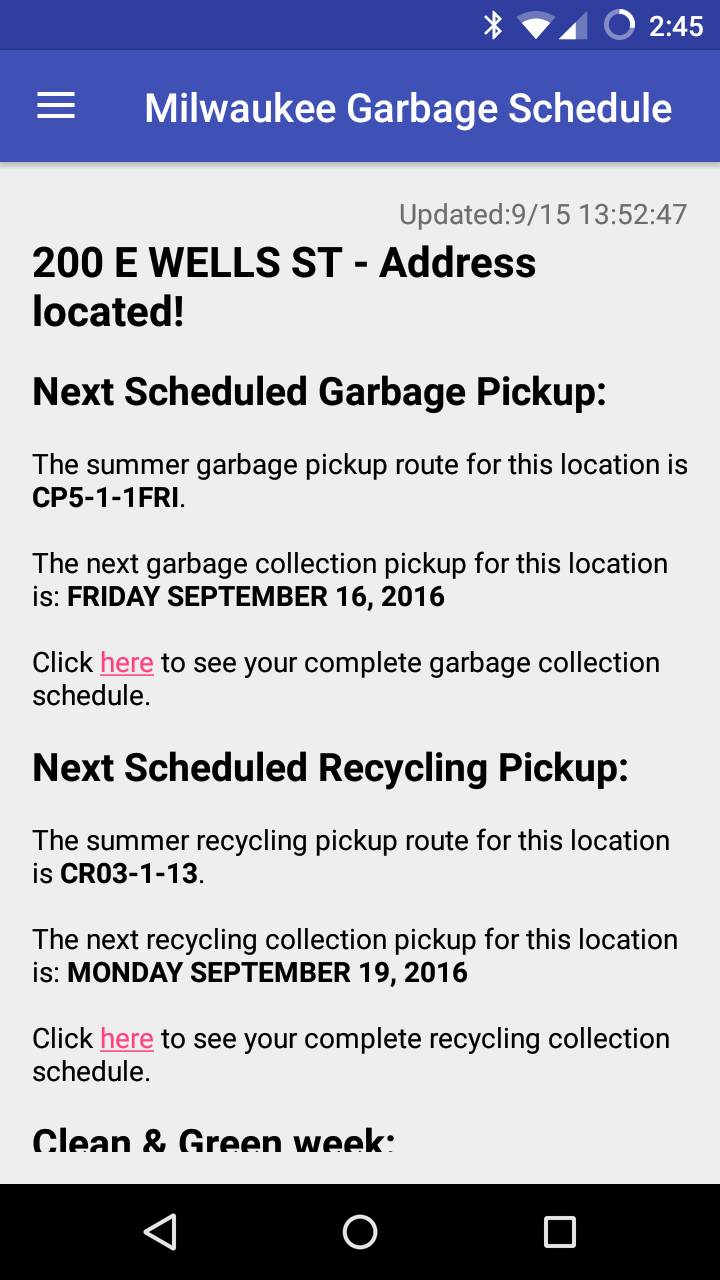 2:45
Milwaukee Garbage Schedule
Updated:9/15 13:52:47
200 E WELLS ST - Address
located!
Next Scheduled Garbage Pickup:
The summer garbage pickup route for this location is
CP5-1-1FRI.
The next garbage collection pickup for this location
is: FRIDAY SEPTEMBER 16, 2016
Click here to see your complete garbage collection
schedule.
Next Scheduled Recycling Pickup:
The summer recycling pickup route for this location
is CR03-1-13.
The next recycling collection pickup for this location
is: MONDAY SEPTEMBER 19, 2016
Click here to see your complete recycling collection
schedule.
Clean & Green week: